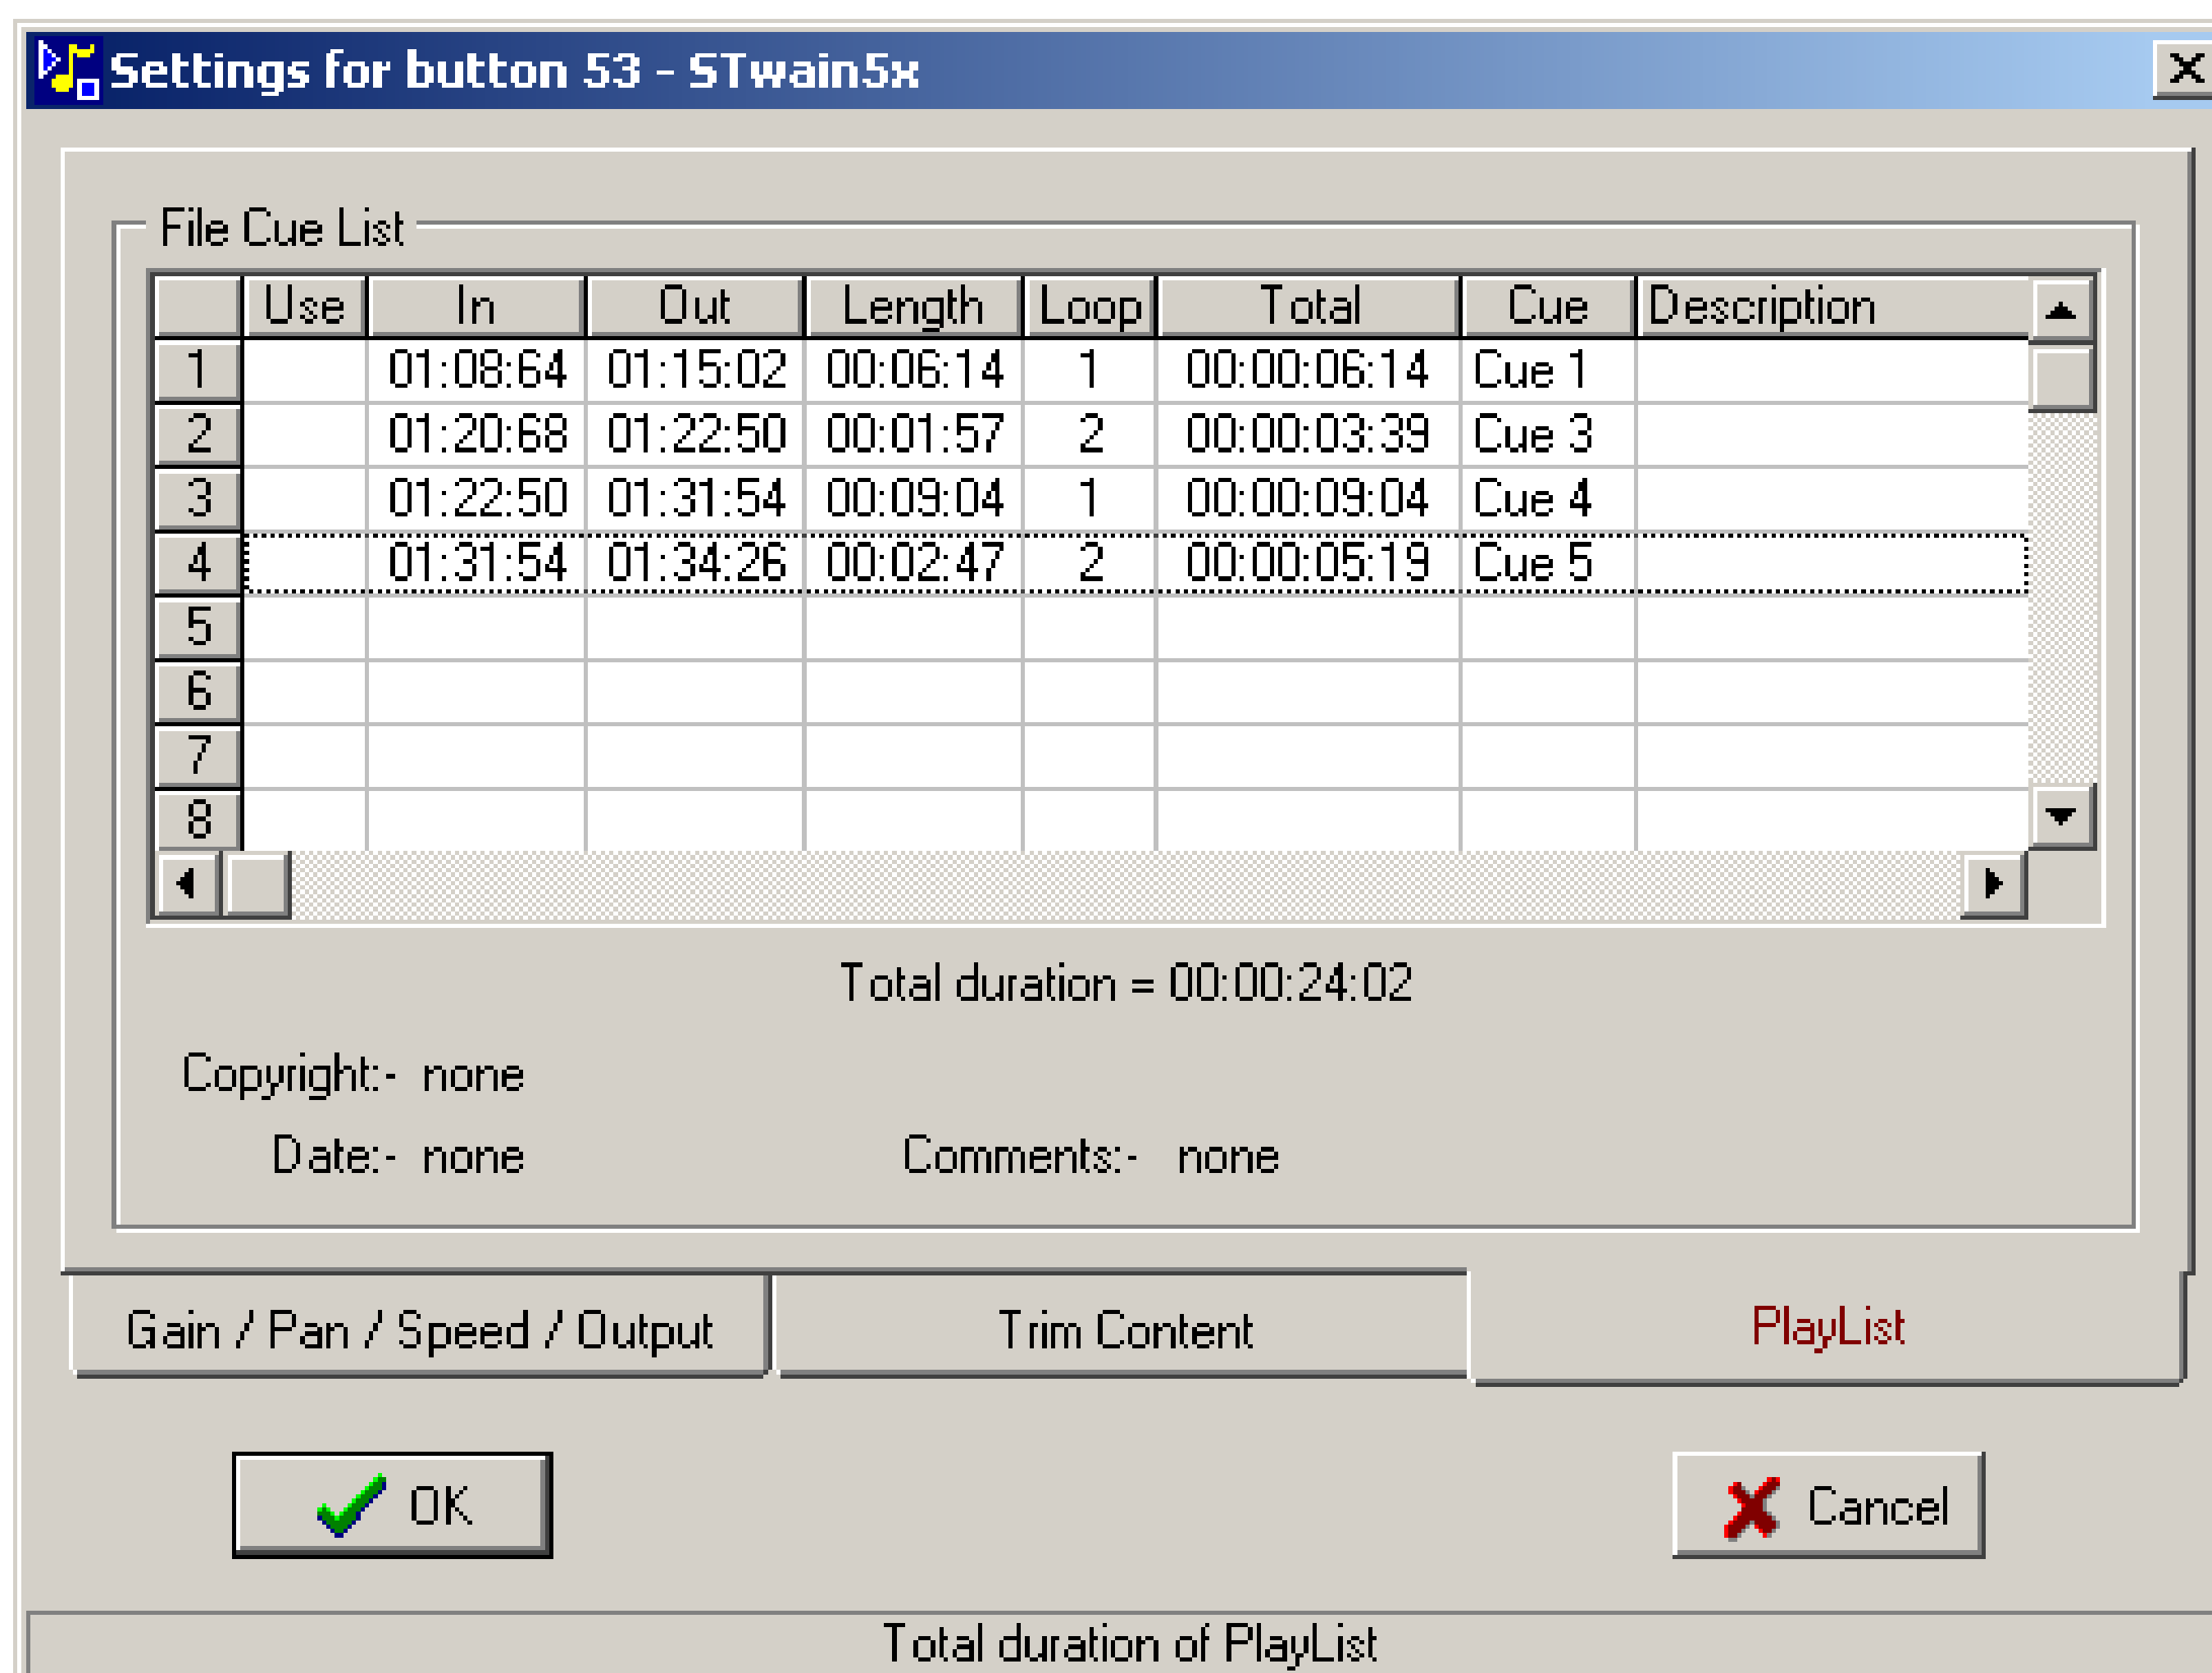 Settings for button 53 - STwain5x
File Cue List
Use In Out Length Loop Total Cue Description
1 01:08:64 01:15:02 00:06:14 1 00:00:06:14 Cue 1
2 01:20:68 01:22:50 00:01:57 2 00:00:03:39 Cue 3
3 01:22:50 01:31:54 00:09:04 1 00:00:09:04 Cue 4
4 01:31:54 01:34:26 00:02:47 2 00:00:05:19 Cue 5
5
6
7
8
Total duration = 00:00:24:02
Copyright:- none
Date:- none Comments:- none
Gain / Pan / Speed / Output Trim Content PlayList
OK Cancel
Total duration of PlayList